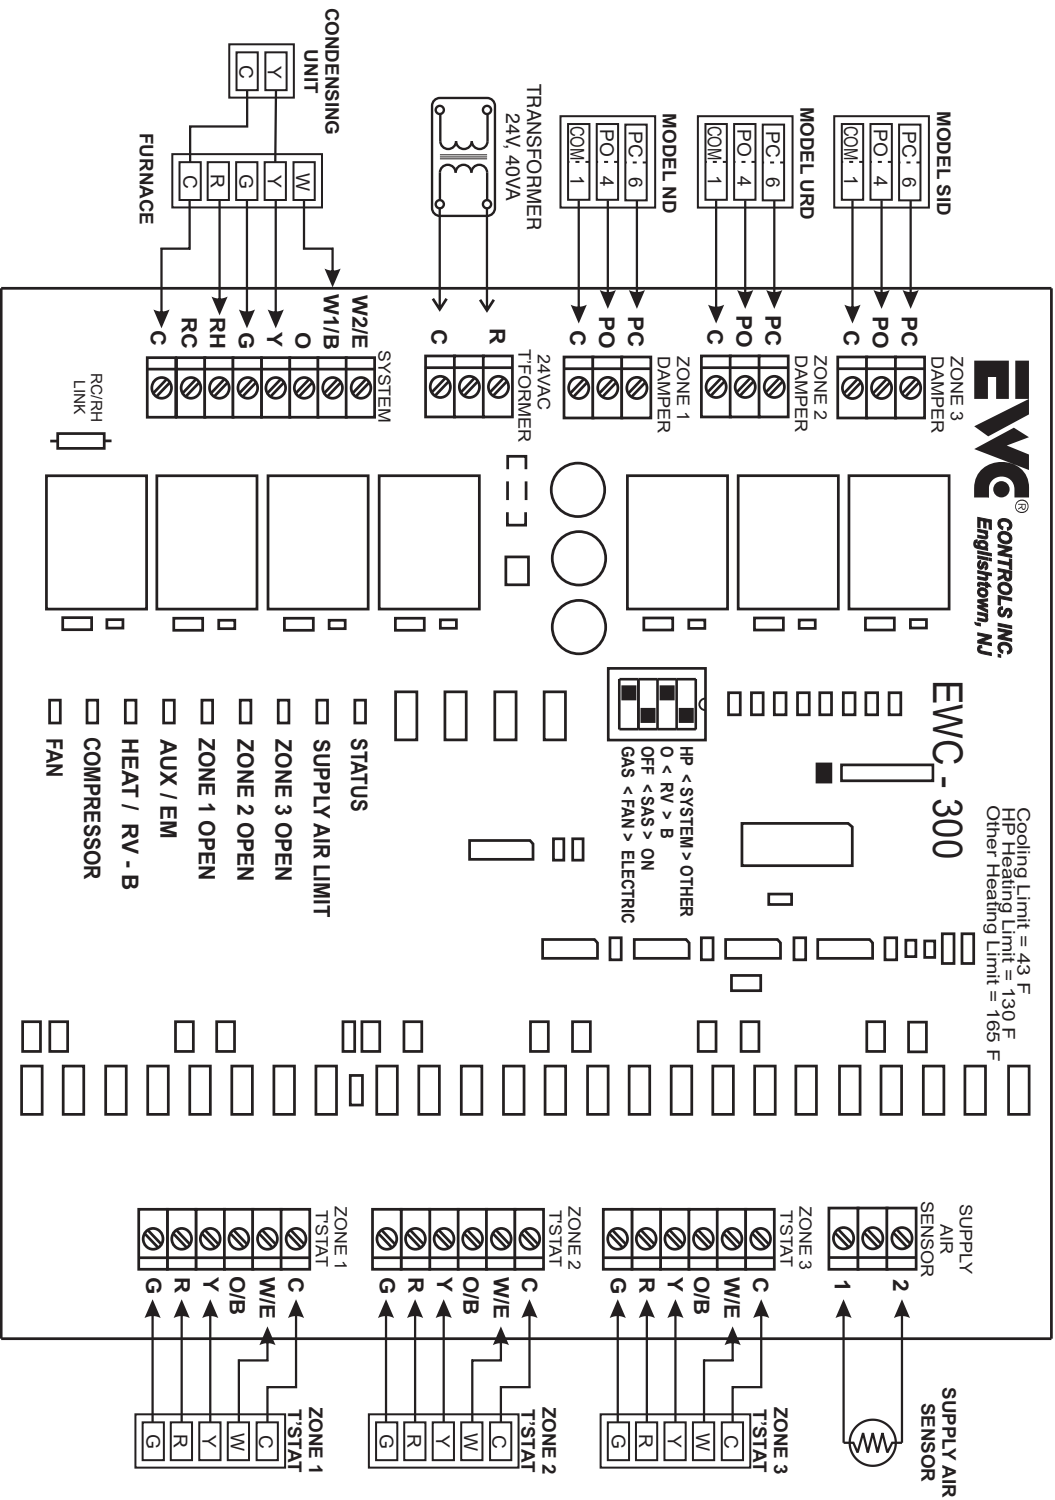 EWC®
CONTROLS INC.
Englishtown, NJ
EWC - 300
Cooling Limit = 43 F
HP Heating Limit = 130 F
Other Heating Limit = 165 F
MODEL SID
PC: 6
PO: 4
COM: 1
PC
PO
C
ZONE 3
DAMPER
MODEL URD
PC: 6
PO: 4
COM: 1
PC
PO
C
ZONE 2
DAMPER
MODEL ND
PC: 6
PO: 4
COM: 1
PC
PO
C
ZONE 1
DAMPER
TRANSFORMER
24V, 40VA
R
C
24VAC
T'FORMER
CONDENSING
UNIT
Y
C
FURNACE
W
Y
G
R
C
W2/E
W1/B
O
Y
G
RH
RC
C
SYSTEM
RC/RH
LINK
HP < SYSTEM > OTHER
O < RV > B
OFF < SAS > ON
GAS < FAN > ELECTRIC
STATUS
SUPPLY AIR LIMIT
ZONE 3 OPEN
ZONE 2 OPEN
ZONE 1 OPEN
AUX / EM
HEAT / RV - B
COMPRESSOR
FAN
SUPPLY
AIR
SENSOR
2
1
SUPPLY AIR
SENSOR
ZONE 3
T'STAT
C
W/E
O/B
Y
R
G
ZONE 3
T'STAT
C
W
Y
R
G
ZONE 2
T'STAT
C
W/E
O/B
Y
R
G
ZONE 2
T'STAT
C
W
Y
R
G
ZONE 1
T'STAT
C
W/E
O/B
Y
R
G
ZONE 1
T'STAT
C
W
Y
R
G